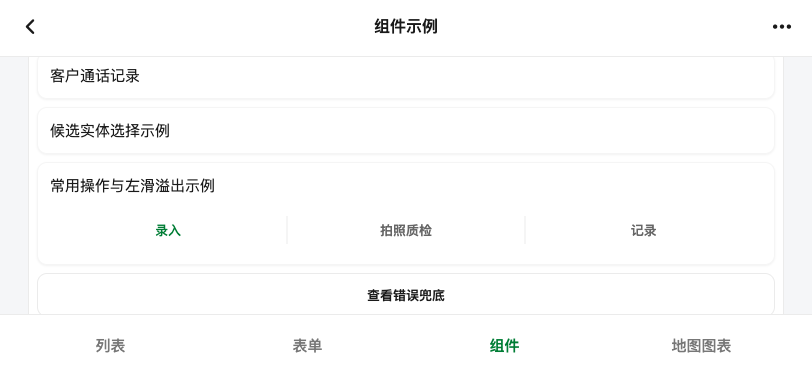 组件示例
客户通话记录
候选实体选择示例
常用操作与左滑溢出示例
录入 拍照质检 记录
查看错误兜底
列表 表单 组件 地图图表